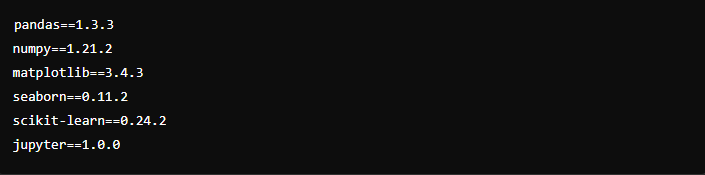 pandas==1.3.3
numpy==1.21.2
matplotlib==3.4.3
seaborn==0.11.2
scikit-learn==0.24.2
jupyter==1.0.0